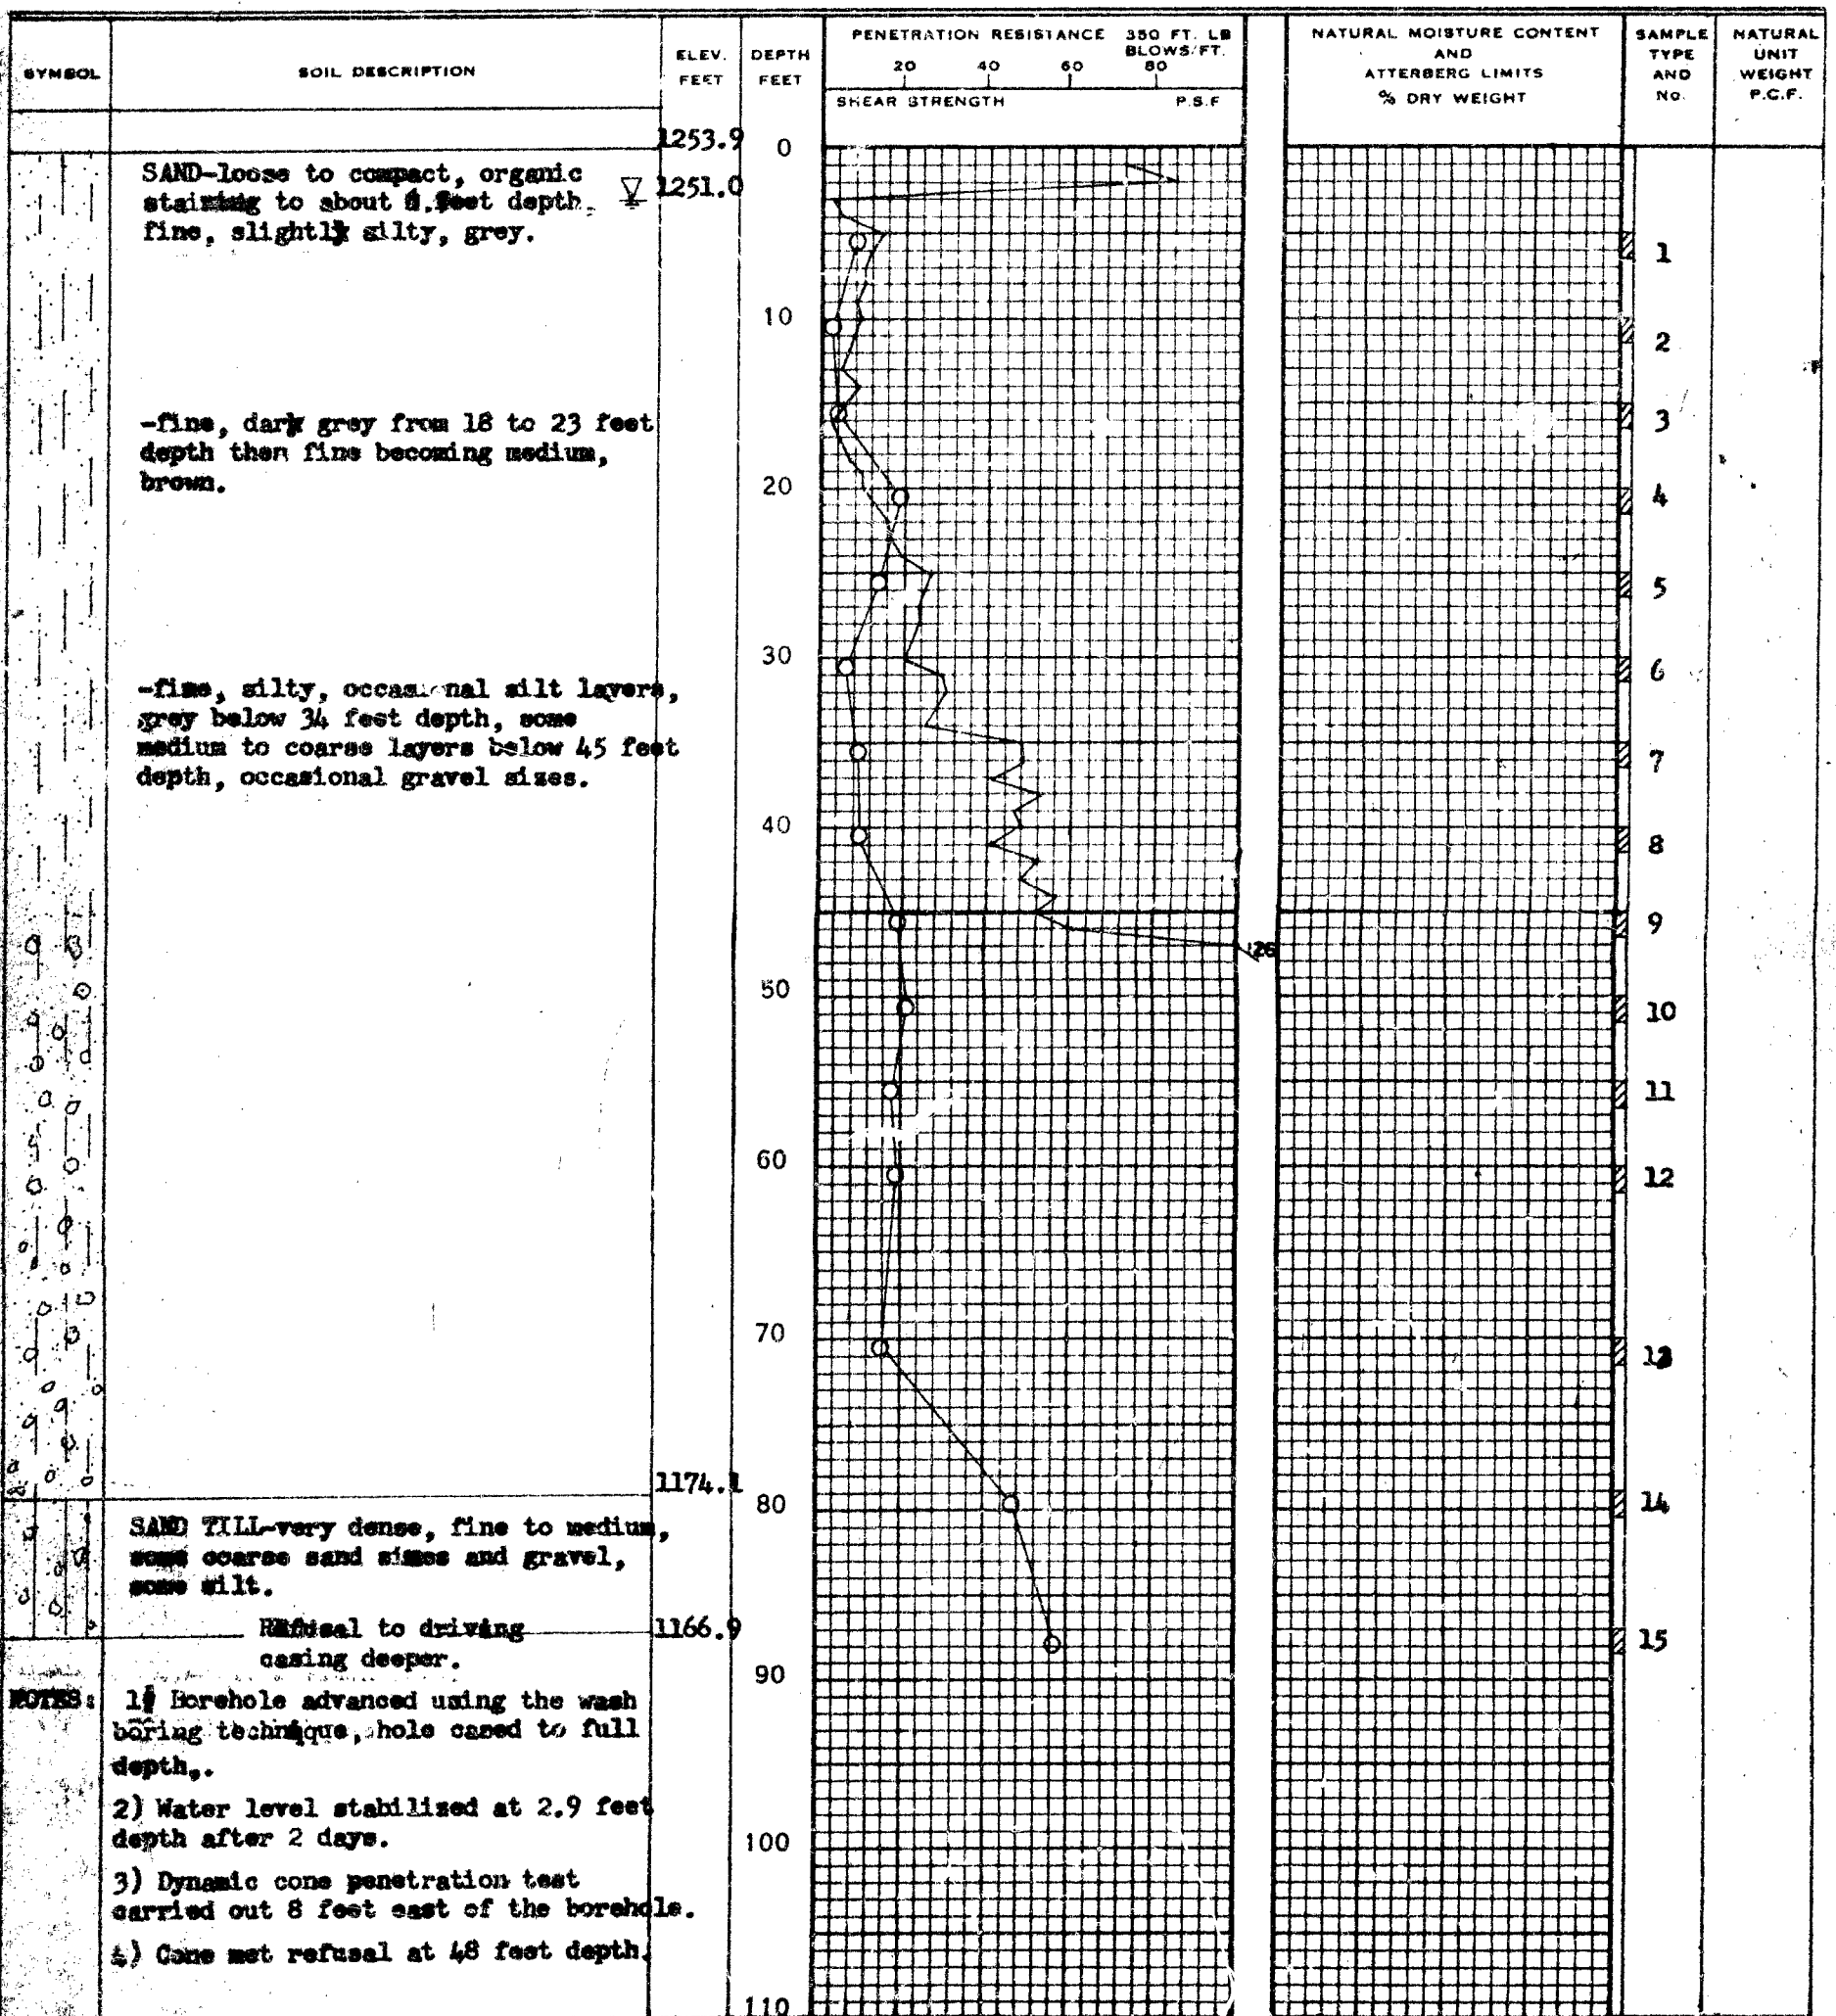 SYMBOL
SOIL DESCRIPTION
ELEV.
FEET
DEPTH
FEET
PENETRATION RESISTANCE 350 FT. LB
BLOWS/FT.
20 40 60 80
SHEAR STRENGTH P.S.F
NATURAL MOISTURE CONTENT
AND
ATTERBERG LIMITS
% DRY WEIGHT
SAMPLE
TYPE
AND
No.
NATURAL
UNIT
WEIGHT
P.C.F.
1253.9
0
SAND-loose to compact, organic
staining to about feet depth,
fine, slightly silty, grey.
1251.0
1
10
2
-fine, dark grey from 18 to 23 feet
depth then fine becoming medium,
brown.
3
20
4
5
30
6
-fine, silty, occasional silt layers,
grey below 34 feet depth, some
medium to coarse layers below 45 feet
depth, occasional gravel sizes.
7
40
8
9
126
50
10
11
60
12
70
13
1174.1
80
14
SAND TILL-very dense, fine to medium,
some coarse sand sizes and gravel,
some silt.
Refusal to driving
casing deeper.
1166.9
15
90
NOTES:
1) Borehole advanced using the wash
boring technique, hole cased to full
depth,.
2) Water level stabilized at 2.9 feet
depth after 2 days.
100
3) Dynamic cone penetration test
carried out 8 feet east of the borehole.
4) Cone met refusal at 48 feet depth.
110